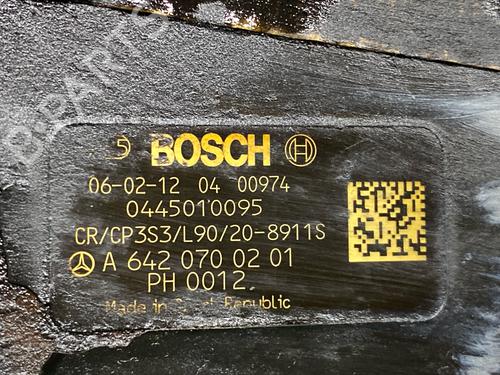 5 BOSCH
06-02-12 04 00974
0445010095
CR/CP3S3/L90/20-8911S
A 642 070 02 01
PH 0012
Made in Republic